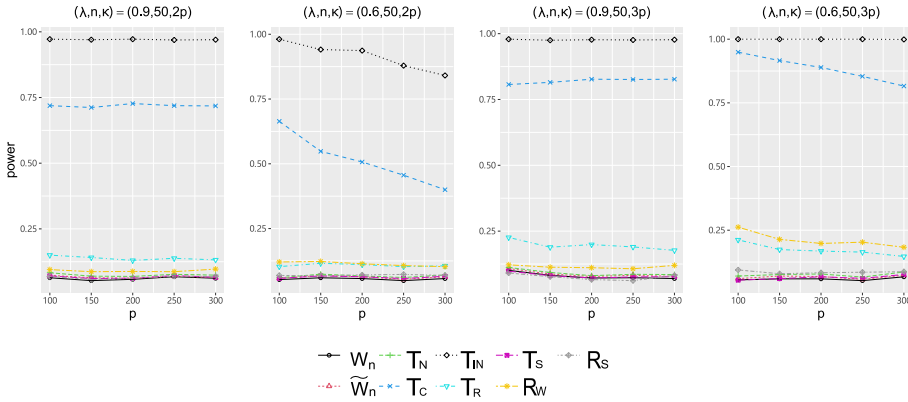 (λ,n,κ) = (0.9,50,2p)
(λ,n,κ) = (0.6,50,2p)
(λ,n,κ) = (0.9,50,3p)
(λ,n,κ) = (0.6,50,3p)
power
1.00
0.75
0.50
0.25
100 150 200 250 300
p
1.00
0.75
0.50
0.25
100 150 200 250 300
p
1.00
0.75
0.50
0.25
100 150 200 250 300
p
1.00
0.75
0.50
0.25
100 150 200 250 300
p
Wn TN TIN TS RS
W̃n TC TR RW